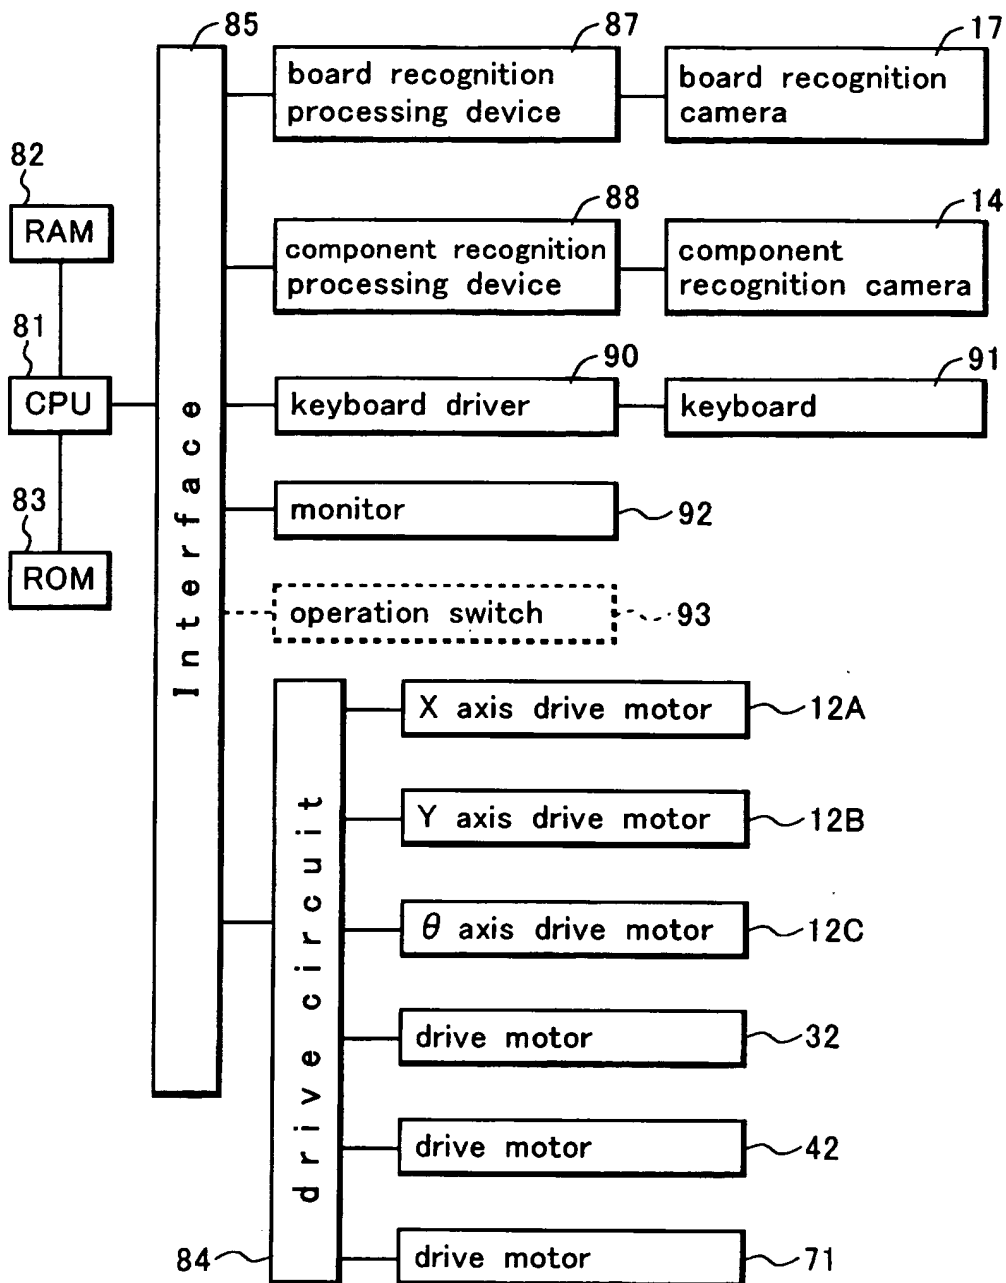 85
87
17
board recognition
processing device
board recognition
camera
82
RAM
88
14
component recognition
processing device
component
recognition camera
81
CPU
90
91
keyboard driver
keyboard
Interface
83
ROM
monitor
92
operation switch
93
X axis drive motor
12A
Y axis drive motor
12B
θ axis drive motor
12C
drive circuit
drive motor
32
drive motor
42
84
drive motor
71